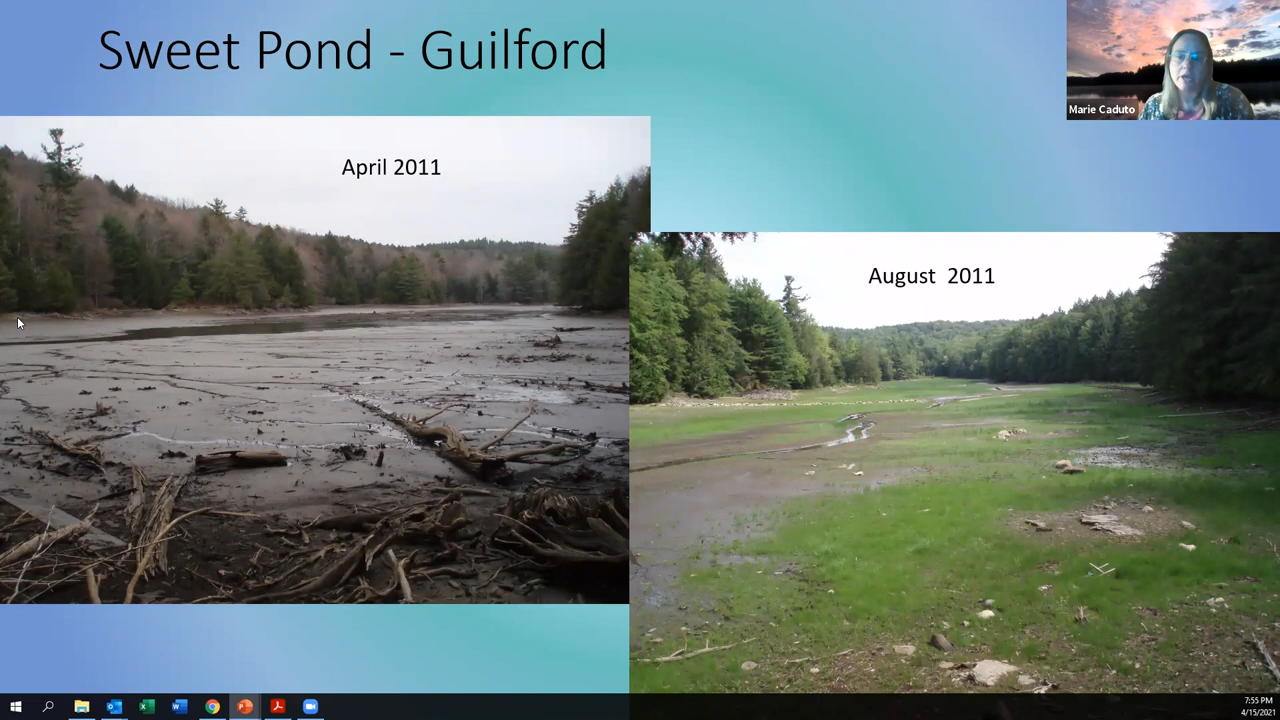 Sweet Pond - Guilford
Marie Caduto
April 2011
August 2011
7:55 PM
4/15/2021